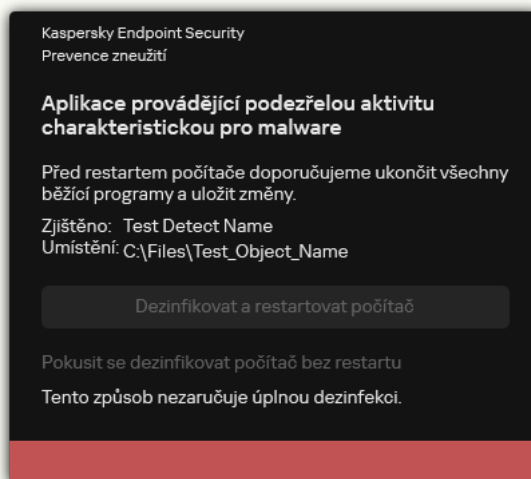 Kaspersky Endpoint Security
Prevence zneužití
Aplikace provádějící podezřelou aktivitu
charakteristickou pro malware
Před restartem počítače doporučujeme ukončit všechny
běžící programy a uložit změny.
Zjištěno: Test Detect Name
Umístění: C:\Files\Test_Object_Name
Dezinfikovat a restartovat počítač
Pokusit se dezinfikovat počítač bez restartu
Tento způsob nezaručuje úplnou dezinfekci.